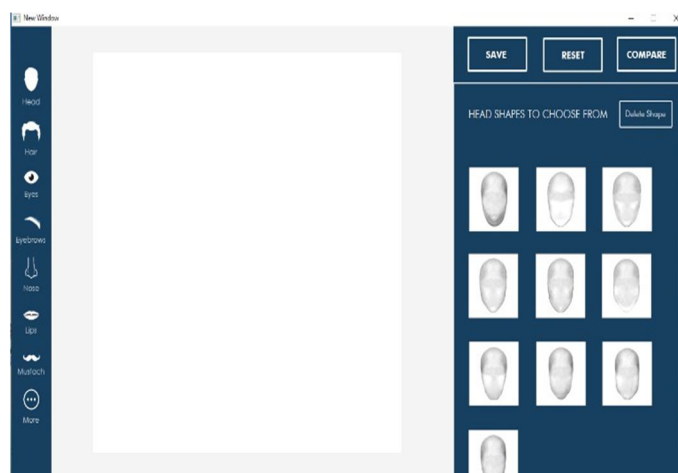 New Window
SAVE
RESET
COMPARE
Head
HEAD SHAPES TO CHOOSE FROM
Delete Shape
Hair
Eyes
Eyebrows
Nose
Lips
Mustach
More